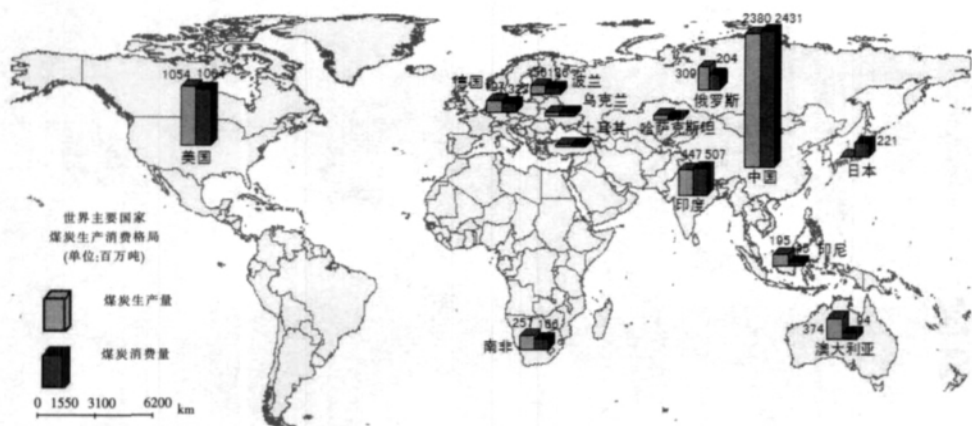 2380 2431
1054 1064
美国
德国
波兰
乌克兰
土耳其
哈萨克斯坦
309
204
俄罗斯
中国
221
日本
447 507
印度
195
印尼
374
澳大利亚
257 186
南非
世界主要国家
煤炭生产消费格局
(单位:百万吨)
煤炭生产量
煤炭消费量
0 1550 3100 6200 km